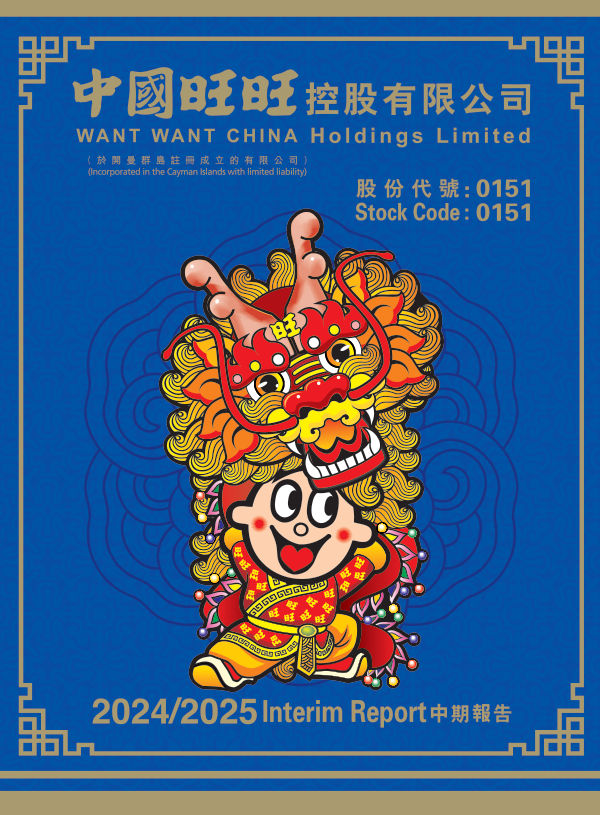 中國旺旺控股有限公司
WANT WANT CHINA Holdings Limited
(於開曼群島註冊成立的有限公司)
(Incorporated in the Cayman Islands with limited liability)
股份代號:0151
Stock Code:0151
旺
2024/2025 Interim Report 中期報告